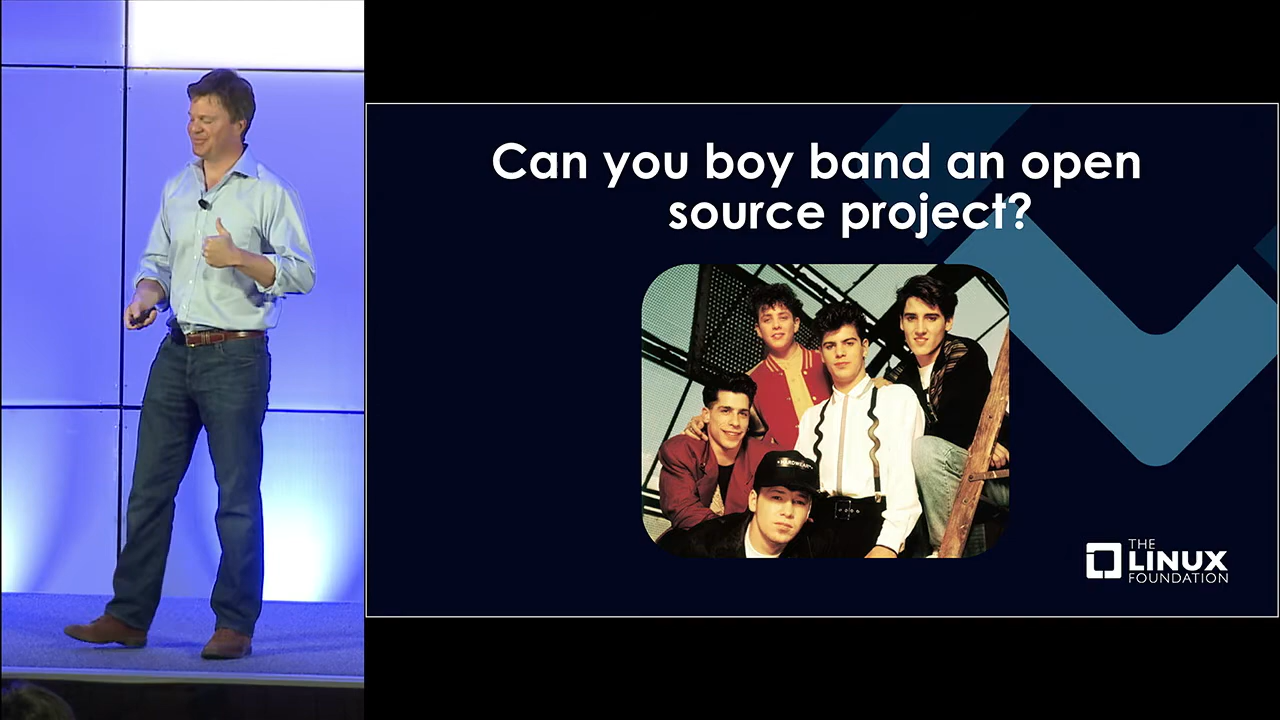 Can you boy band an open
source project?
THE
LINUX
FOUNDATION